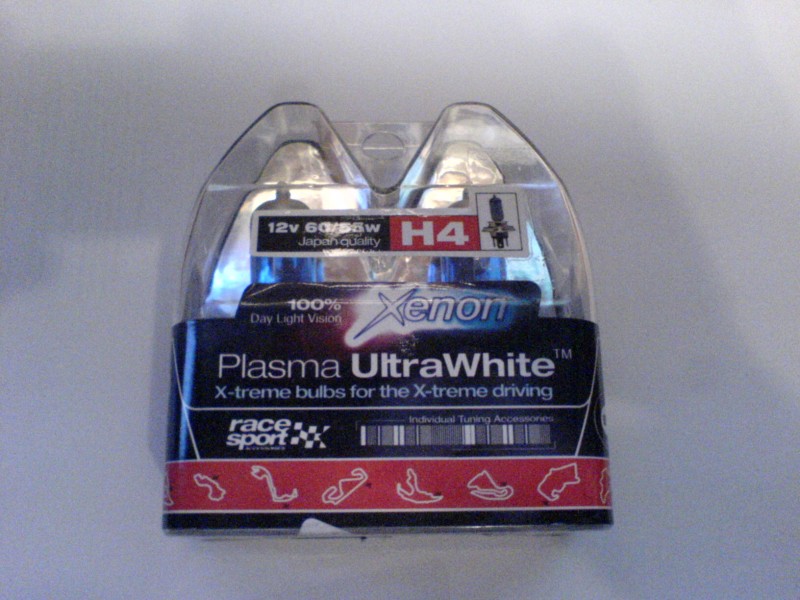 12v 60/55w
Japan quality
H4
100%
Day Light Vision
Xenon
Plasma UltraWhite™
X-treme bulbs for the X-treme driving
race
sport
Individual Tuning Accessories